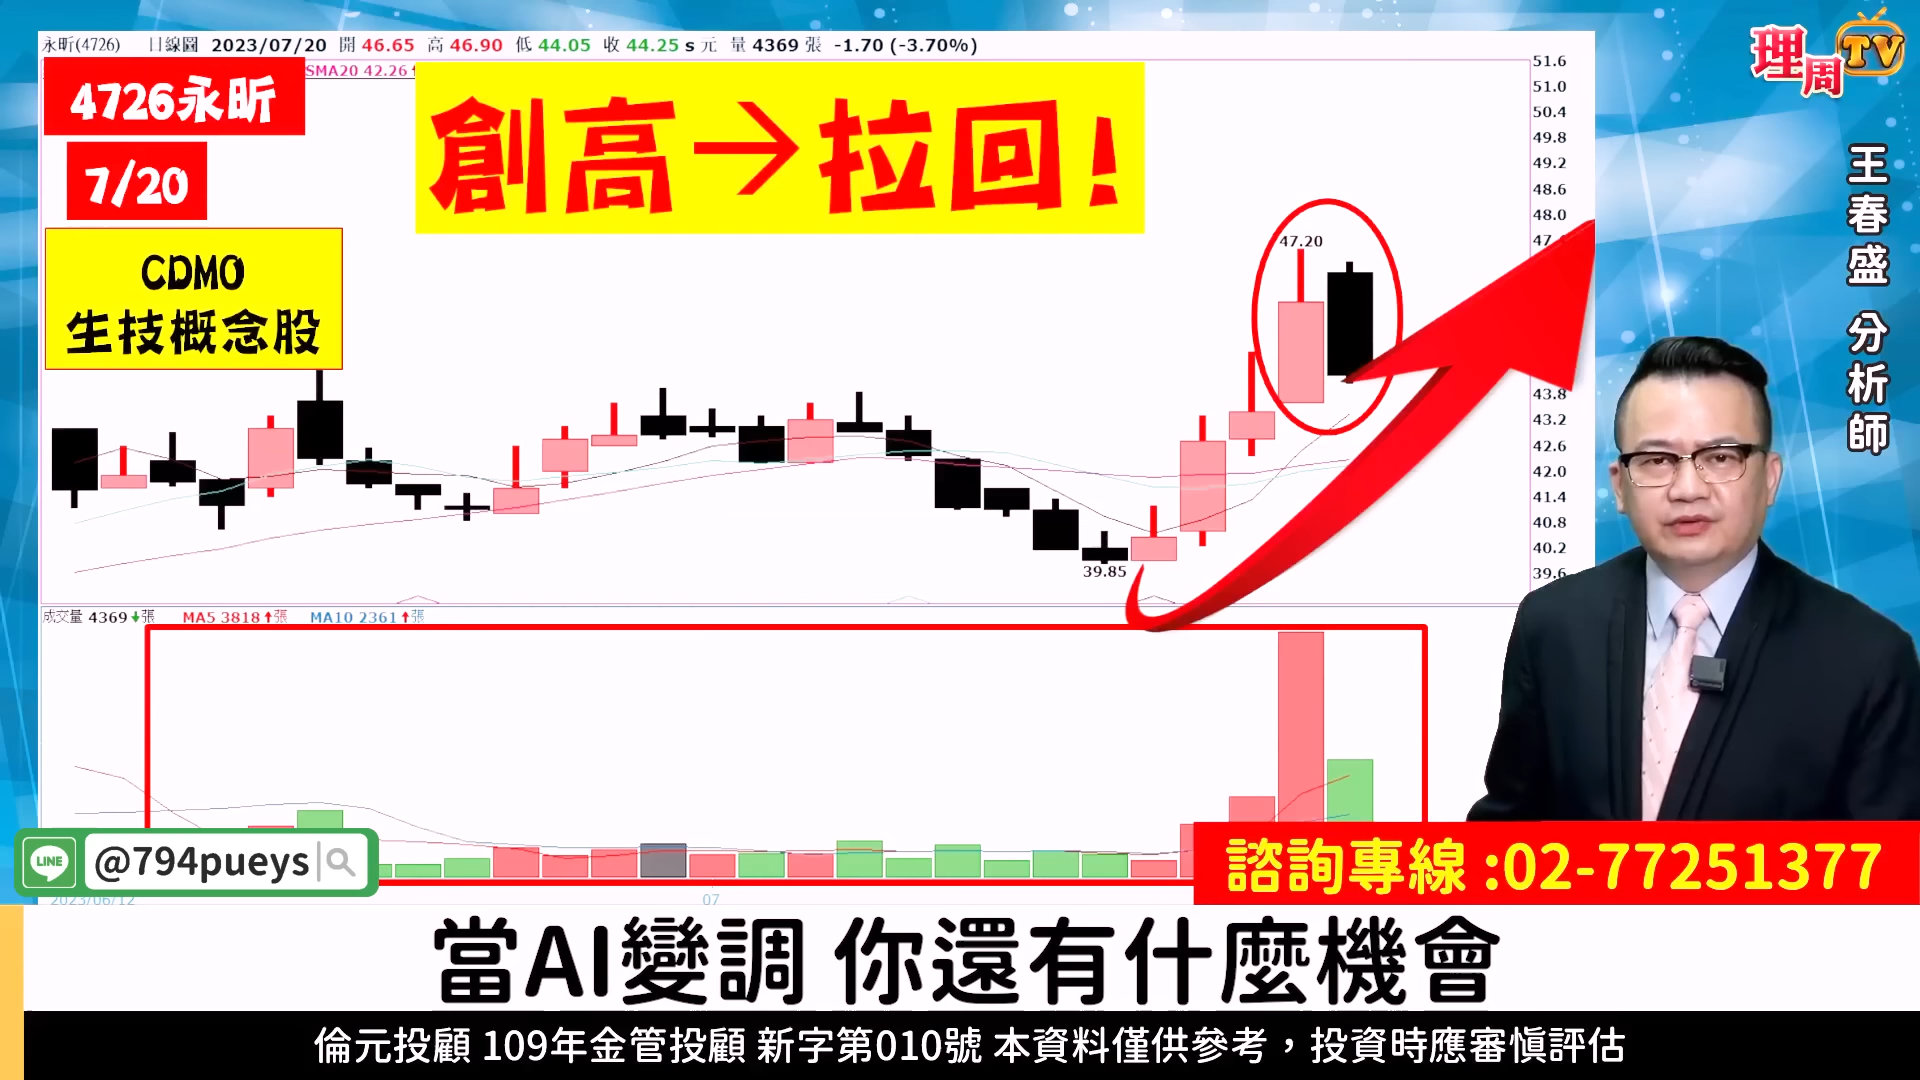 永昕(4726) 日線圖 2023/07/20 開 46.65 高 46.90 低 44.05 收 44.25 s 元 量 4369 張 -1.70 (-3.70%)
SMA20 42.26
4726永昕
7/20
CDMO
生技概念股
創高→拉回!
理周TV
王春盛 分析師
51.6
51.0
50.4
49.8
49.2
48.6
48.0
47.
43.8
43.2
42.6
42.0
41.4
40.8
40.2
39.6
47.20
39.85
成交量 4369↓張 MA5 3818↑張 MA10 2361↑張
LINE @794pueys
2023/06/12
07
諮詢專線:02-77251377
當AI變調 你還有什麼機會
倫元投顧 109年金管投顧 新字第010號 本資料僅供參考,投資時應審慎評估